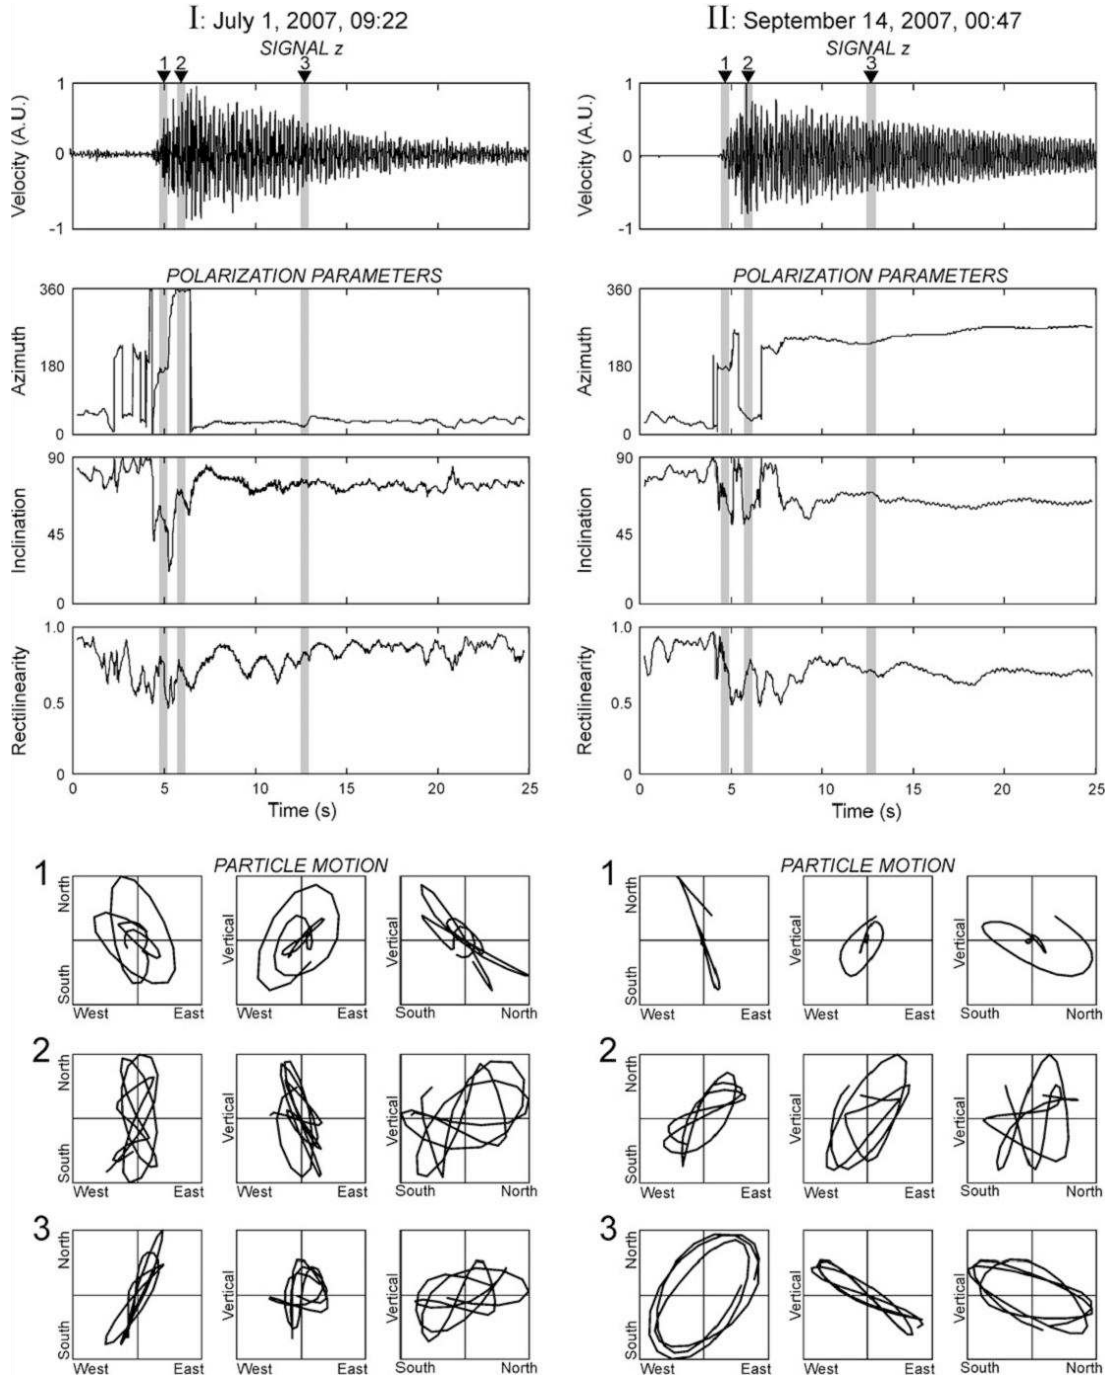 I: July 1, 2007, 09:22
SIGNAL z
1 2 3
1
0
-1
Velocity (A.U.)
POLARIZATION PARAMETERS
360
180
0
Azimuth
90
45
0
Inclination
1.0
0.5
0
Rectilinearity
0 5 10 15 20 25
Time (s)
II: September 14, 2007, 00:47
SIGNAL z
1 2 3
1
0
-1
Velocity (A.U.)
POLARIZATION PARAMETERS
360
180
0
Azimuth
90
45
0
Inclination
1.0
0.5
0
Rectilinearity
0 5 10 15 20 25
Time (s)
PARTICLE MOTION
1
South North
West East
Vertical
West East
Vertical
South North
2
South North
West East
Vertical
West East
Vertical
South North
3
South North
West East
Vertical
West East
Vertical
South North
PARTICLE MOTION
1
South North
West East
Vertical
West East
Vertical
South North
2
South North
West East
Vertical
West East
Vertical
South North
3
South North
West East
Vertical
West East
Vertical
South North